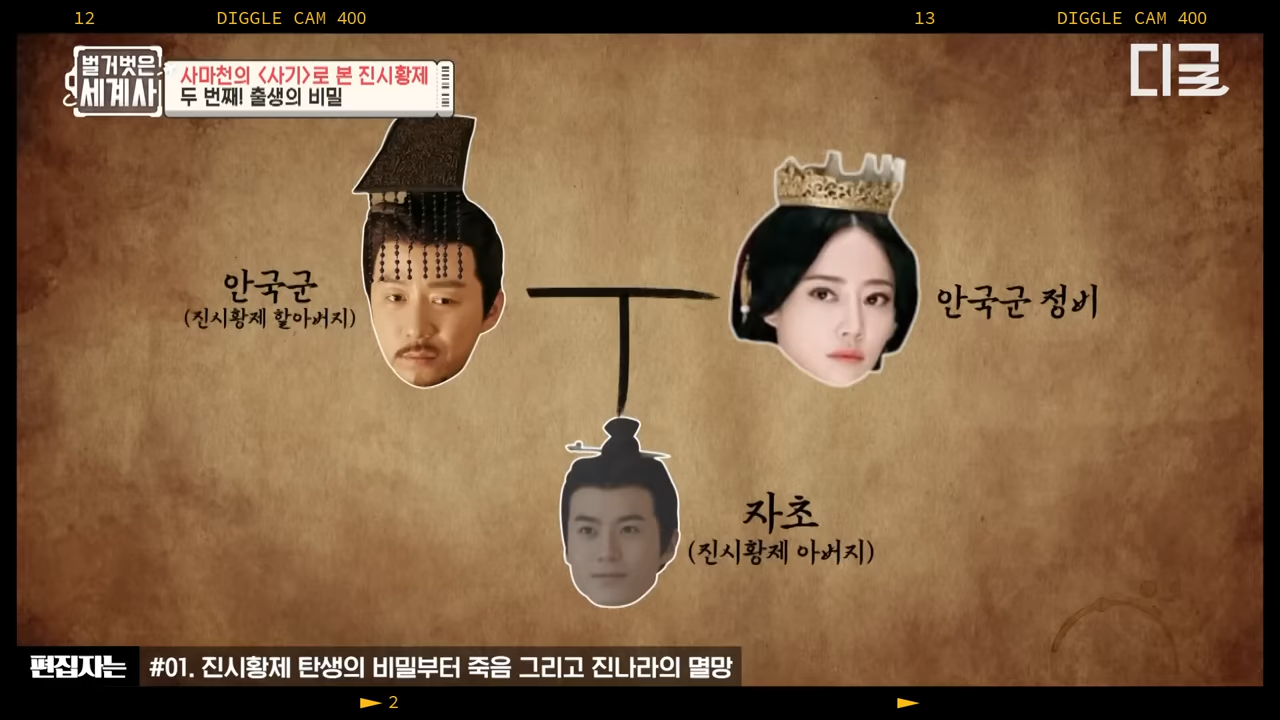 12 DIGGLE CAM 400 13 DIGGLE CAM 400
벌거벗은
세계사
사마천의 <사기>로 본 진시황제
두 번째! 출생의 비밀
디글
안국군
(진시황제 할아버지)
안국군 정비
자초
(진시황제 아버지)
편집자는 #01. 진시황제 탄생의 비밀부터 죽음 그리고 진나라의 멸망
2